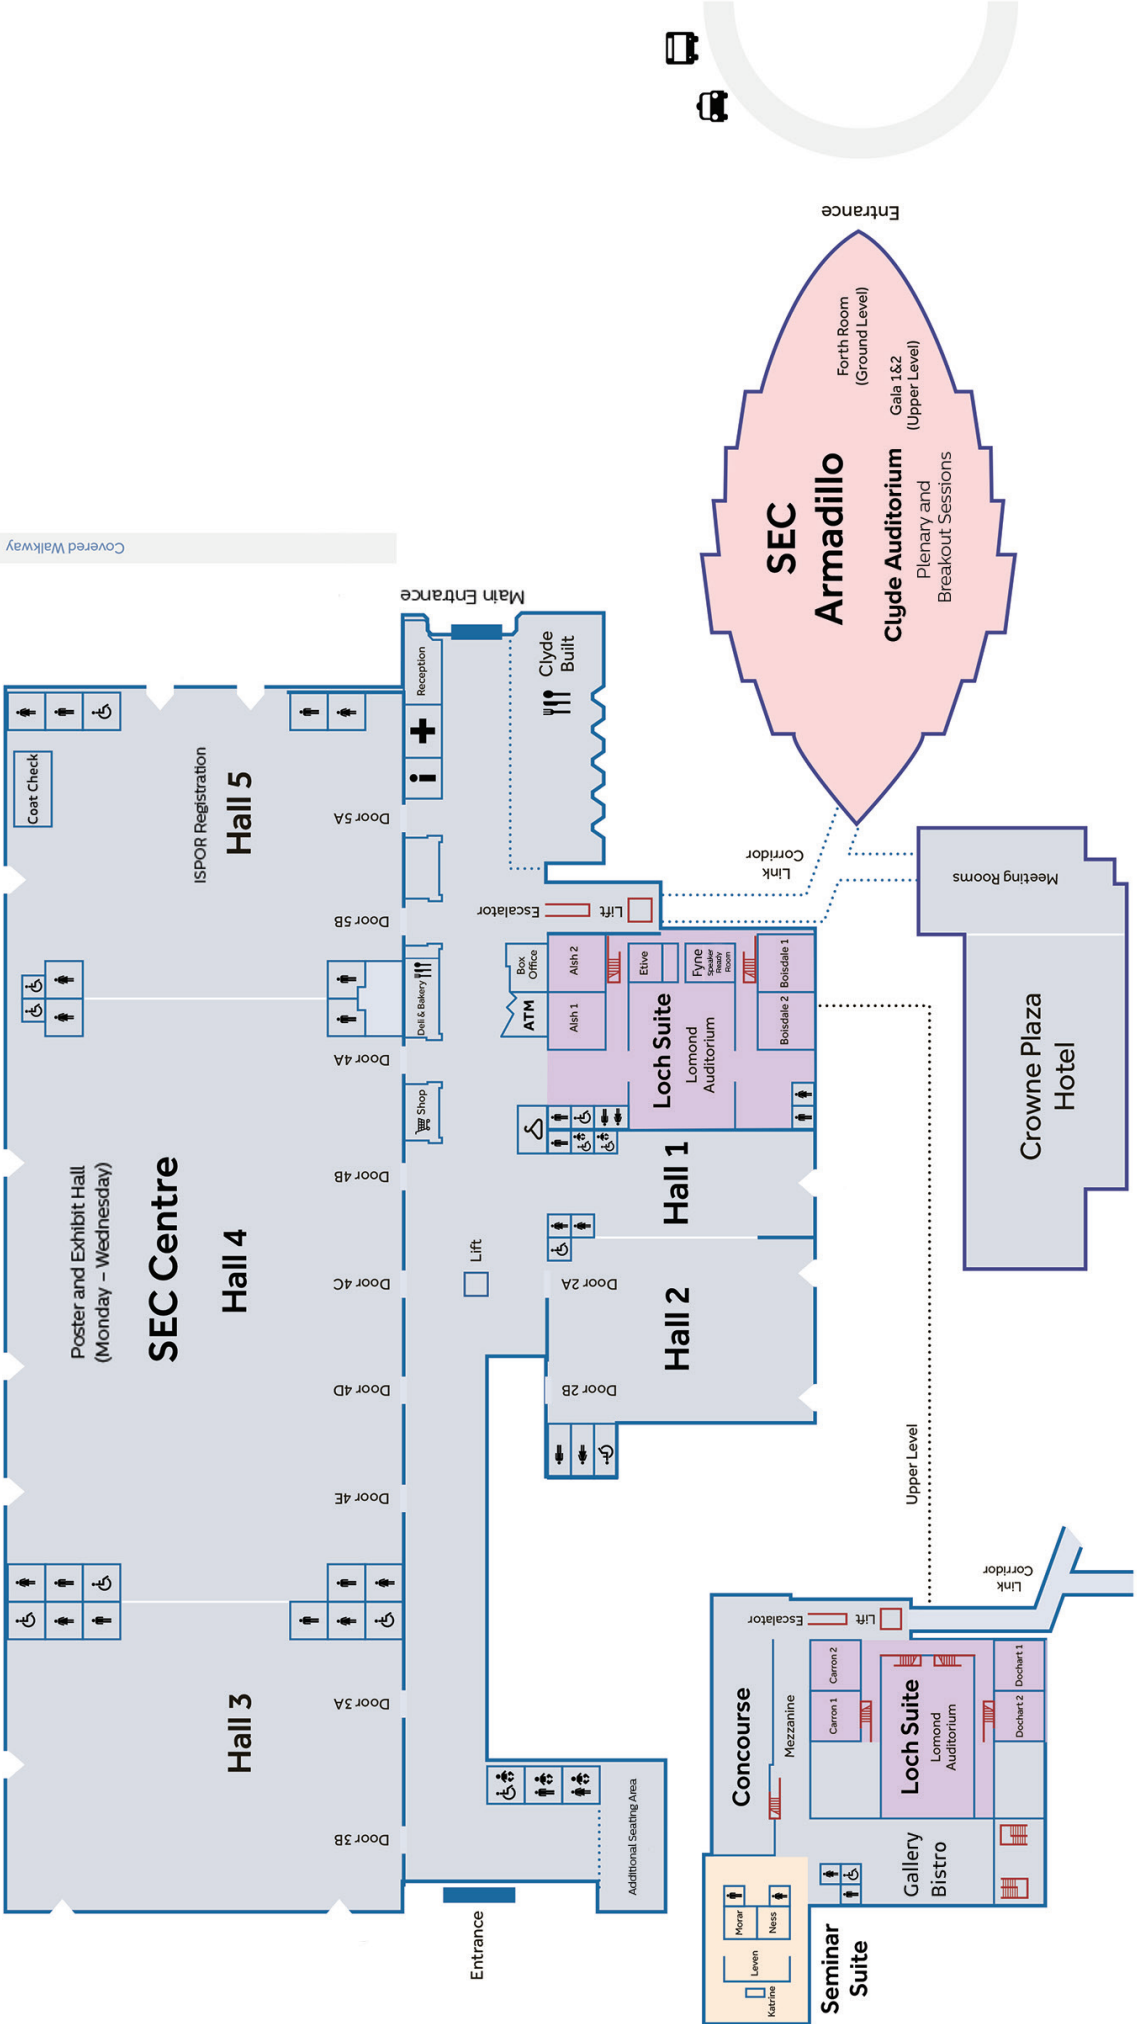 Entrance
Forth Room
(Ground Level)
Gala 1&2
(Upper Level)
SEC
Armadillo
Clyde Auditorium
Plenary and
Breakout Sessions
Covered Walkway
Main Entrance
Reception
Clyde
Built
Coat Check
ISPOR Registration
Hall 5
Door 5A
Door 5B
Escalator
Lift
Link
Corridor
Meeting Rooms
Crowne Plaza
Hotel
Deli & Bakery
Box
Office
ATM
Alsh 2
Alsh 1
Etive
Fyne
Speaker
Ready
Room
Boisdale 1
Boisdale 2
Loch Suite
Lomond
Auditorium
Door 4A
Shop
Door 4B
Poster and Exhibit Hall
(Monday – Wednesday)
SEC Centre
Hall 4
Door 4C
Lift
Hall 1
Door 2A
Hall 2
Door 2B
Door 4D
Door 4E
Upper Level
Hall 3
Door 3A
Door 3B
Additional Seating Area
Entrance
Link
Corridor
Escalator
Lift
Concourse
Mezzanine
Carron 2
Carron 1
Loch Suite
Lomond
Auditorium
Dochart 1
Dochart 2
Gallery
Bistro
Morar
Ness
Leven
Katrine
Seminar
Suite